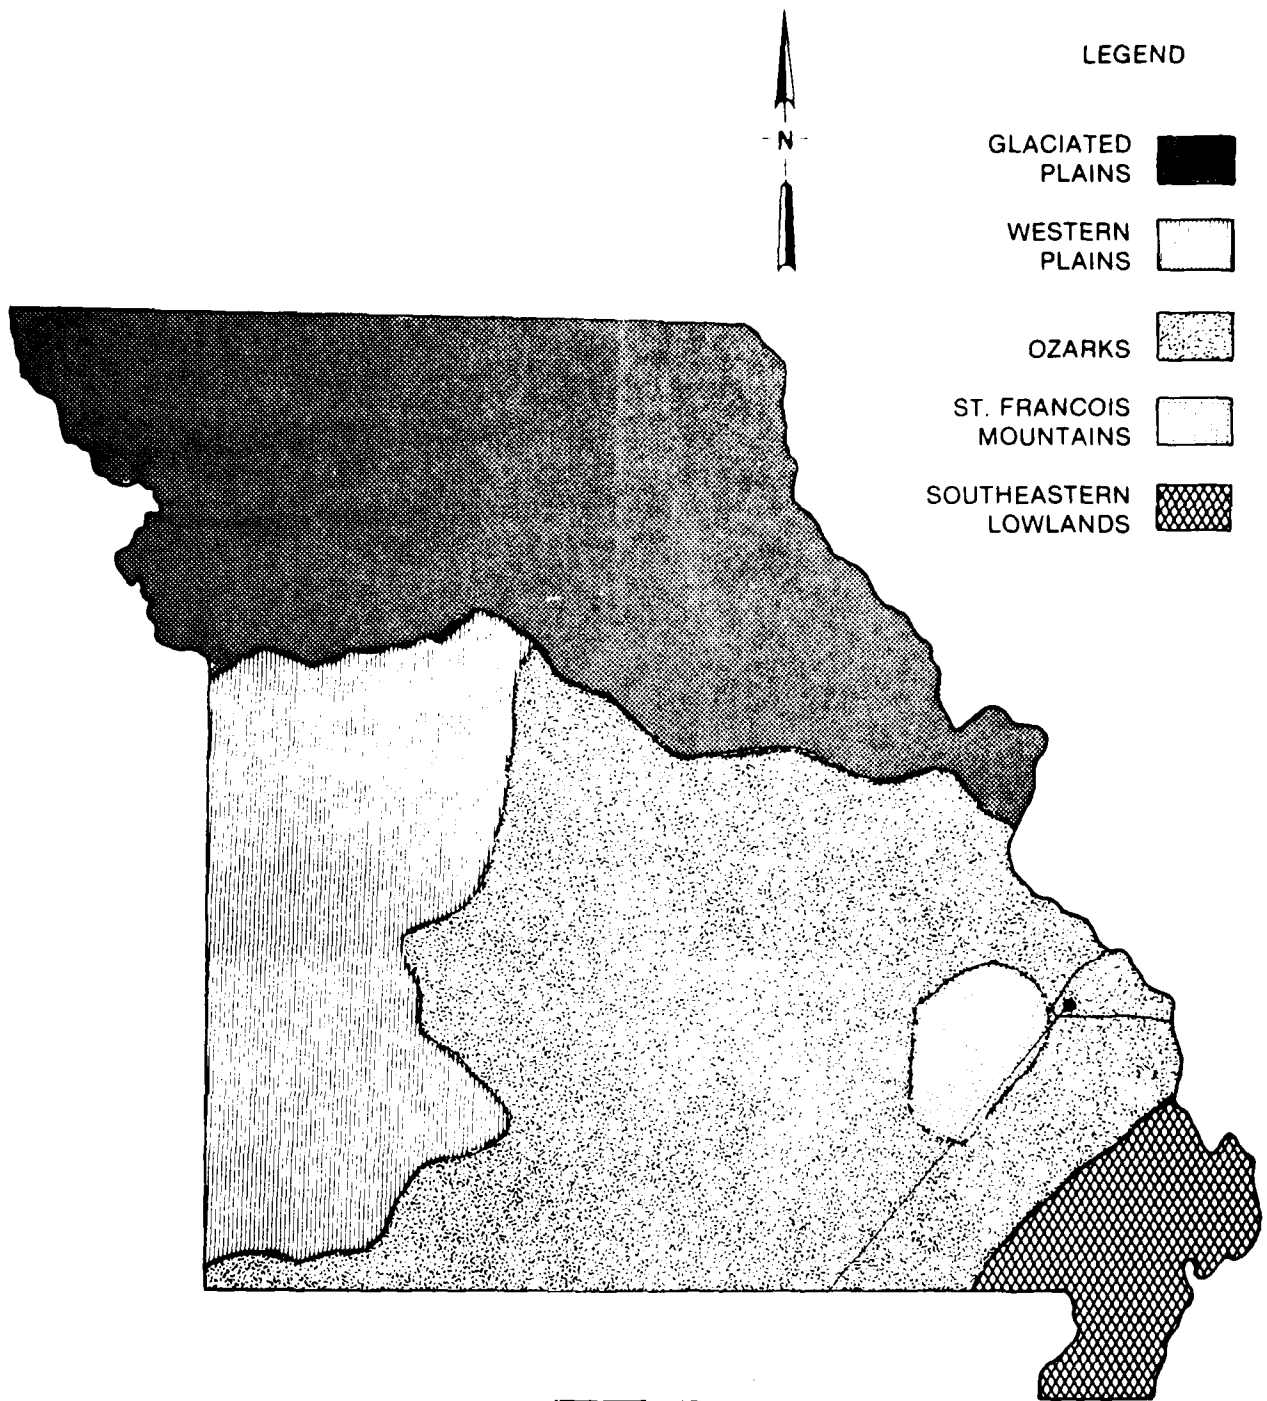 LEGEND
N
GLACIATED
PLAINS
WESTERN
PLAINS
OZARKS
ST. FRANCOIS
MOUNTAINS
SOUTHEASTERN
LOWLANDS